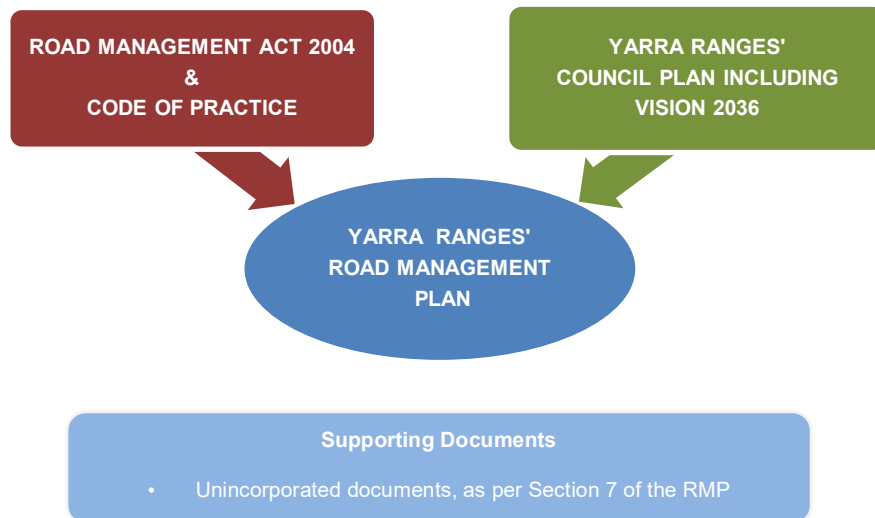 ROAD MANAGEMENT ACT 2004
&
CODE OF PRACTICE
YARRA RANGES'
COUNCIL PLAN INCLUDING
VISION 2036
YARRA RANGES'
ROAD MANAGEMENT
PLAN
Supporting Documents
• Unincorporated documents, as per Section 7 of the RMP